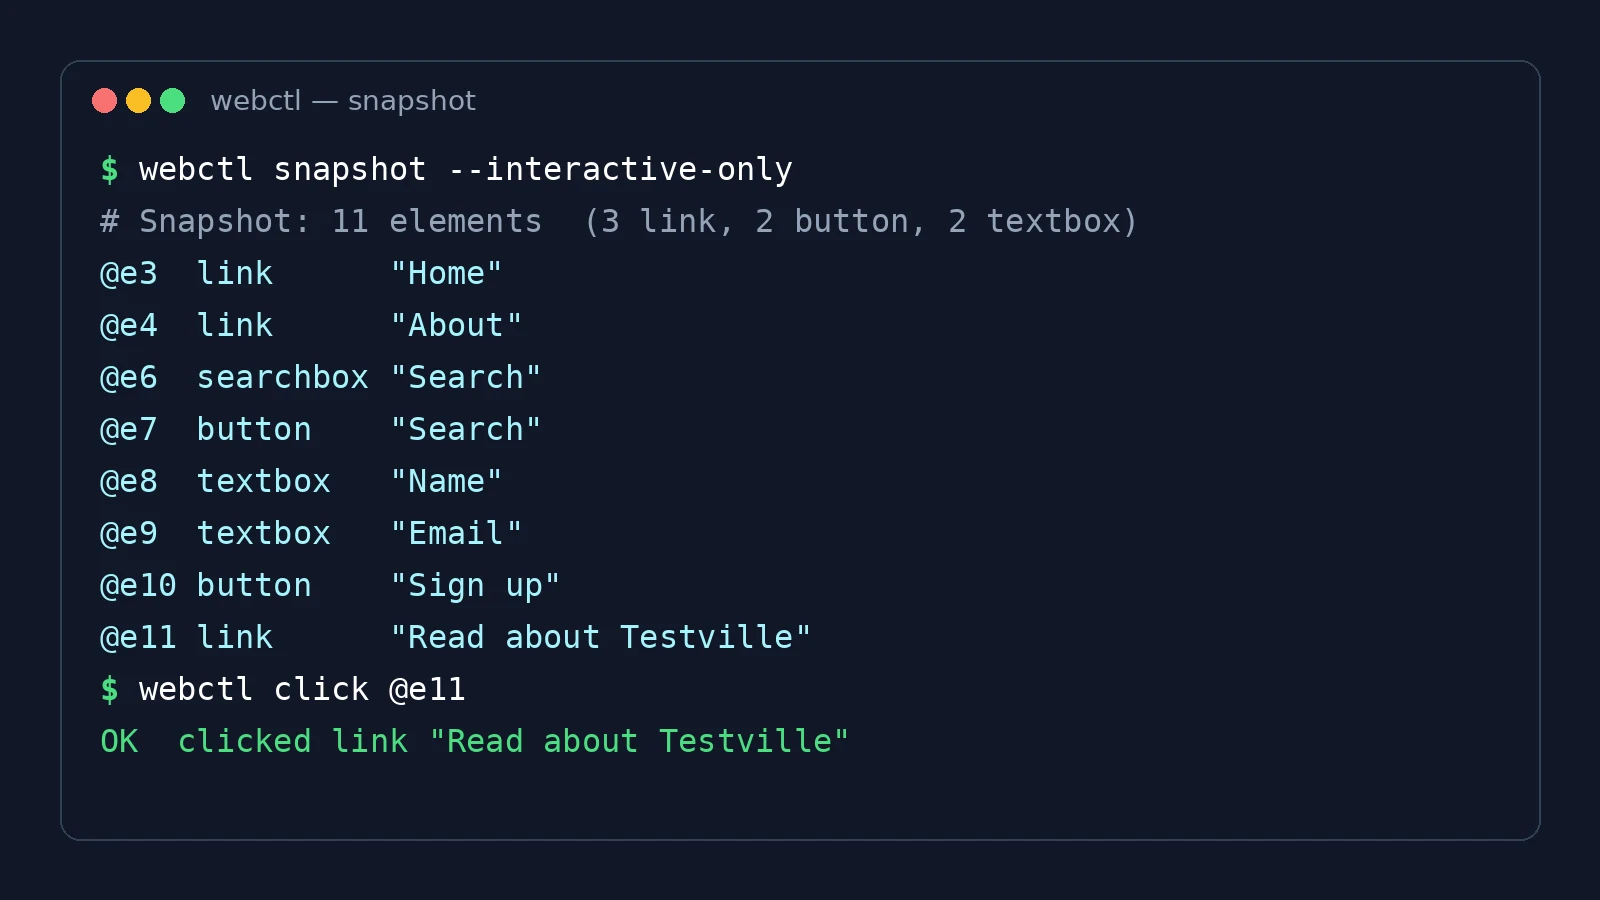 webctl — snapshot
$ webctl snapshot --interactive-only
# Snapshot: 11 elements  (3 link, 2 button, 2 textbox)
@e3  link      "Home"
@e4  link      "About"
@e6  searchbox "Search"
@e7  button    "Search"
@e8  textbox   "Name"
@e9  textbox   "Email"
@e10 button    "Sign up"
@e11 link      "Read about Testville"
$ webctl click @e11
OK  clicked link "Read about Testville"